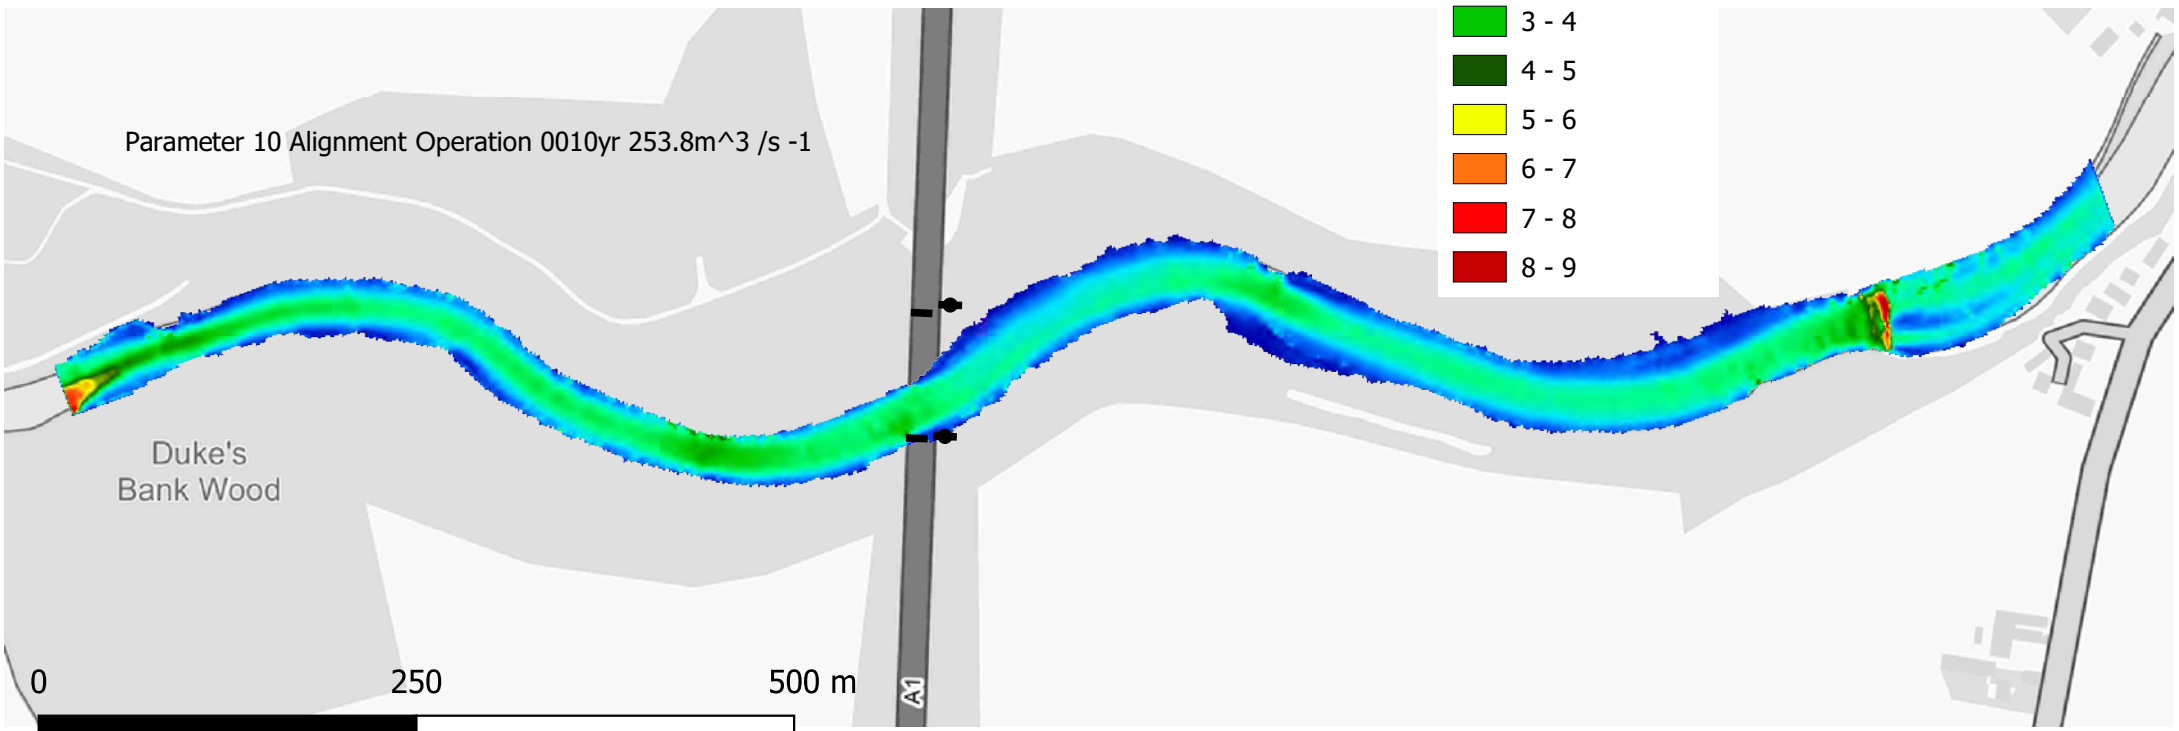 3 - 4
4 - 5
5 - 6
6 - 7
7 - 8
8 - 9
Parameter 10 Alignment Operation 0010yr 253.8m^3 /s -1
Duke's
Bank Wood
A1
0 250 500 m